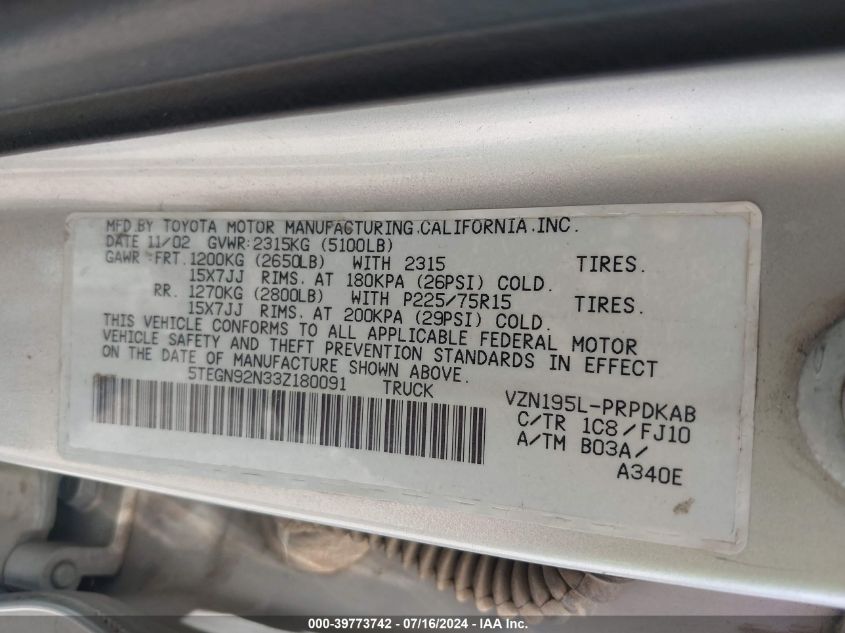 MFD.BY TOYOTA MOTOR MANUFACTURING.CALIFORNIA.INC.
DATE 11/02 GVWR:2315KG (5100LB)
GAWR FRT. 1200KG (2650LB) WITH 2315 TIRES.
15X7JJ RIMS. AT 180KPA (26PSI) COLD.
RR. 1270KG (2800LB) WITH P225/75R15 TIRES.
15X7JJ RIMS. AT 200KPA (29PSI) COLD.
THIS VEHICLE CONFORMS TO ALL APPLICABLE FEDERAL MOTOR
VEHICLE SAFETY AND THEFT PREVENTION STANDARDS IN EFFECT
ON THE DATE OF MANUFACTURE SHOWN ABOVE.
5TEGN92N33Z180091 TRUCK
VZN195L-PRPDKAB
C/TR 1C8/FJ10
A/TM B03A/
A340E
000-39773742 - 07/16/2024 - IAA Inc.